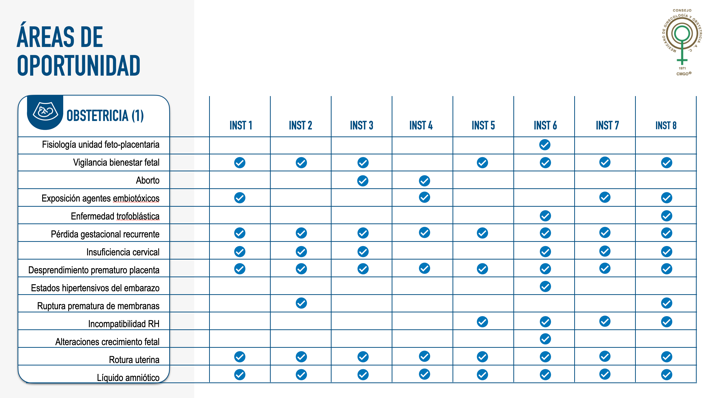 ÁREAS DE
OPORTUNIDAD
CONSEJO
CMGO®
OBSTETRICIA (1)
INST 1 INST 2 INST 3 INST 4 INST 5 INST 6 INST 7 INST 8
Fisiología unidad feto-placentaria
Vigilancia bienestar fetal
Aborto
Exposición agentes embiotóxicos
Enfermedad trofoblástica
Pérdida gestacional recurrente
Insuficiencia cervical
Desprendimiento prematuro placenta
Estados hipertensivos del embarazo
Ruptura prematura de membranas
Incompatibilidad RH
Alteraciones crecimiento fetal
Rotura uterina
Líquido amniótico